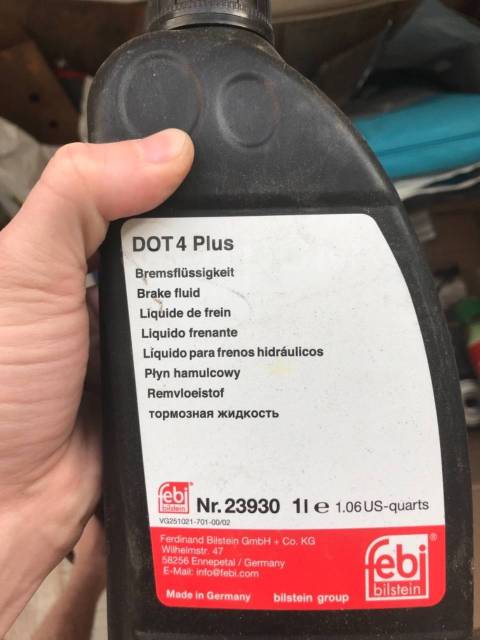 DOT 4 Plus
Bremsflüssigkeit
Brake fluid
Liquide de frein
Liquido frenante
Líquido para frenos hidráulicos
Płyn hamulcowy
Remvloeistof
тормозная жидкость
febi
bilstein
Nr. 23930 1l e 1.06 US-quarts
VG251021-701-00/02
Ferdinand Bilstein GmbH + Co. KG
Wilhelmstr. 47
58256 Ennepetal / Germany
E-Mail: info@febi.com
Made in Germany bilstein group
febi
bilstein